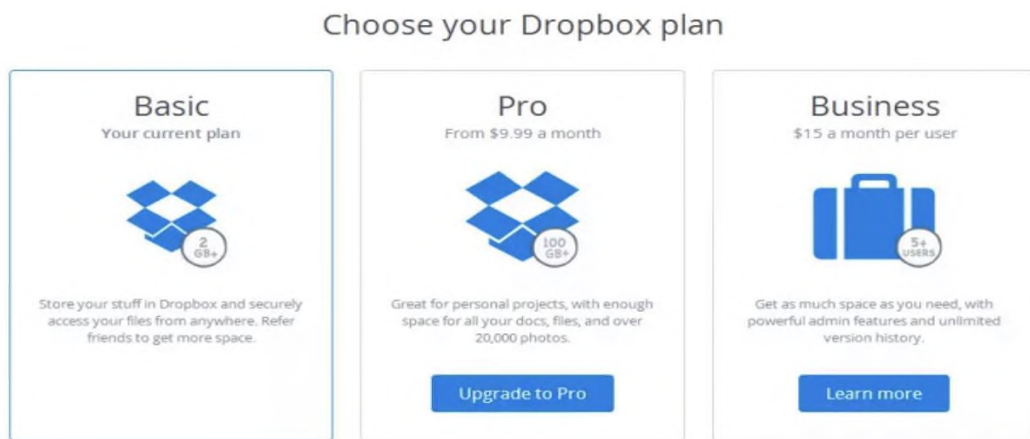 Choose your Dropbox plan
Basic
Your current plan
2
GB+
Store your stuff in Dropbox and securely
access your files from anywhere. Refer
friends to get more space.
Pro
From $9.99 a month
100
GB+
Great for personal projects, with enough
space for all your docs, files, and over
20,000 photos.
Upgrade to Pro
Business
$15 a month per user
5+
USERS
Get as much space as you need, with
powerful admin features and unlimited
version history.
Learn more